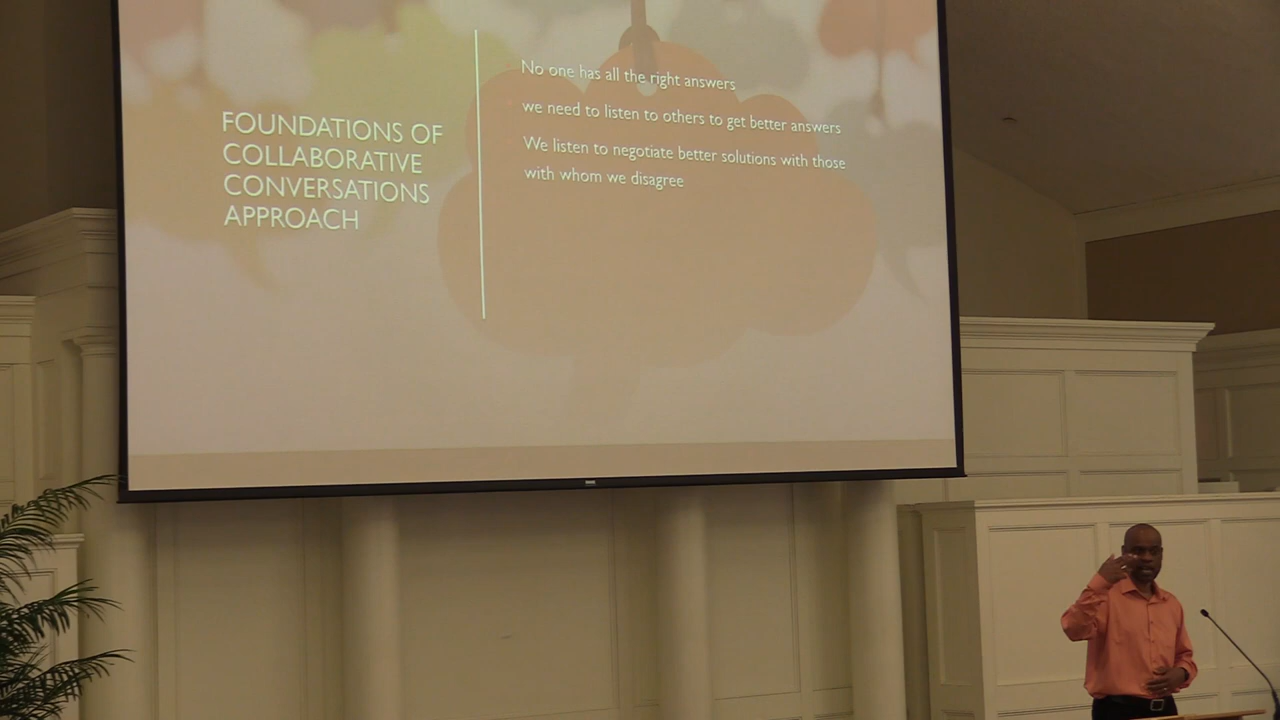 FOUNDATIONS OF
COLLABORATIVE
CONVERSATIONS
APPROACH
No one has all the right answers
we need to listen to others to get better answers
We listen to negotiate better solutions with those
with whom we disagree